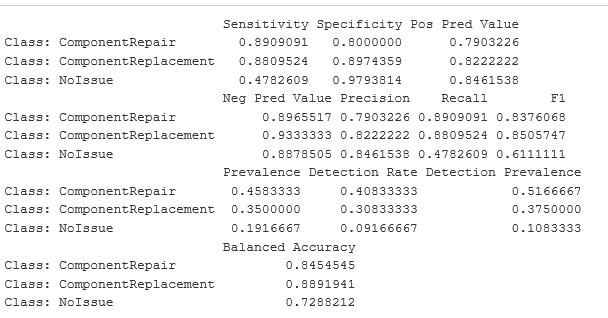 Sensitivity Specificity Pos Pred Value
Class: ComponentRepair 0.8909091 0.8000000 0.7903226
Class: ComponentReplacement 0.8809524 0.8974359 0.8222222
Class: NoIssue 0.4782609 0.9793814 0.8461538
Neg Pred Value Precision Recall F1
Class: ComponentRepair 0.8965517 0.7903226 0.8909091 0.8376068
Class: ComponentReplacement 0.9333333 0.8222222 0.8809524 0.8505747
Class: NoIssue 0.8878505 0.8461538 0.4782609 0.6111111
Prevalence Detection Rate Detection Prevalence
Class: ComponentRepair 0.4583333 0.40833333 0.5166667
Class: ComponentReplacement 0.3500000 0.30833333 0.3750000
Class: NoIssue 0.1916667 0.09166667 0.1083333
Balanced Accuracy
Class: ComponentRepair 0.8454545
Class: ComponentReplacement 0.8891941
Class: NoIssue 0.7288212